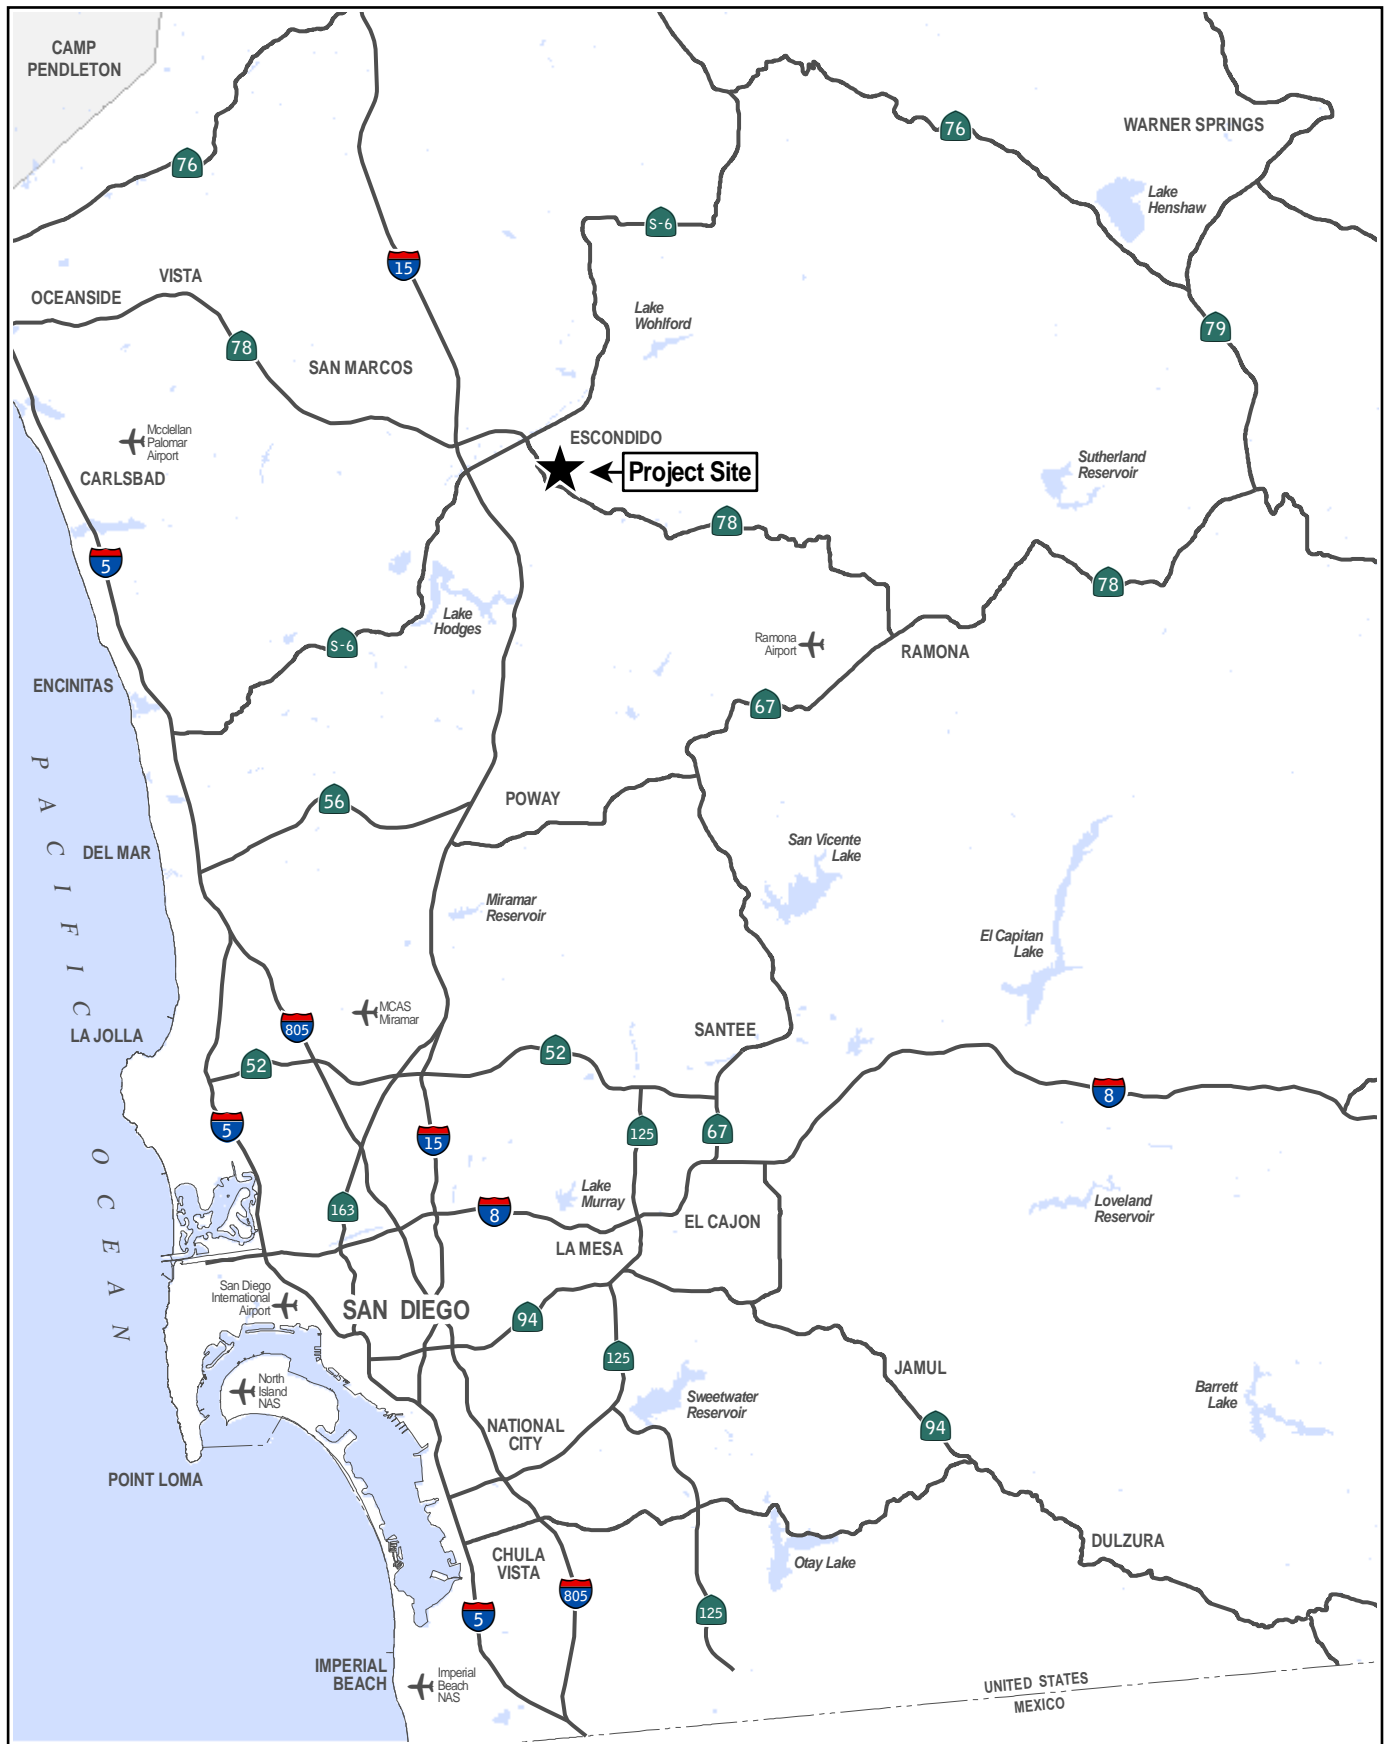 CAMP
PENDLETON
76
WARNER SPRINGS
76
Lake
Henshaw
S-6
15
VISTA
OCEANSIDE
Lake
Wohlford
79
78
SAN MARCOS
Mcclellan
Palomar
Airport
ESCONDIDO
Project Site
Sutherland
Reservoir
CARLSBAD
78
5
78
Lake
Hodges
S-6
Ramona
Airport
RAMONA
ENCINITAS
67
PACIFIC
56
POWAY
DEL MAR
San Vicente
Lake
Miramar
Reservoir
El Capitan
Lake
MCAS
Miramar
LA JOLLA
805
SANTEE
52
52
8
5
15
125
67
OCEAN
163
Lake
Murray
8
EL CAJON
Loveland
Reservoir
LA MESA
San Diego
International
Airport
SAN DIEGO
94
125
JAMUL
North
Island
NAS
Sweetwater
Reservoir
Barrett
Lake
NATIONAL
CITY
94
POINT LOMA
CHULA
VISTA
Otay Lake
DULZURA
805
5
125
IMPERIAL
BEACH
Imperial
Beach
NAS
UNITED STATES
MEXICO